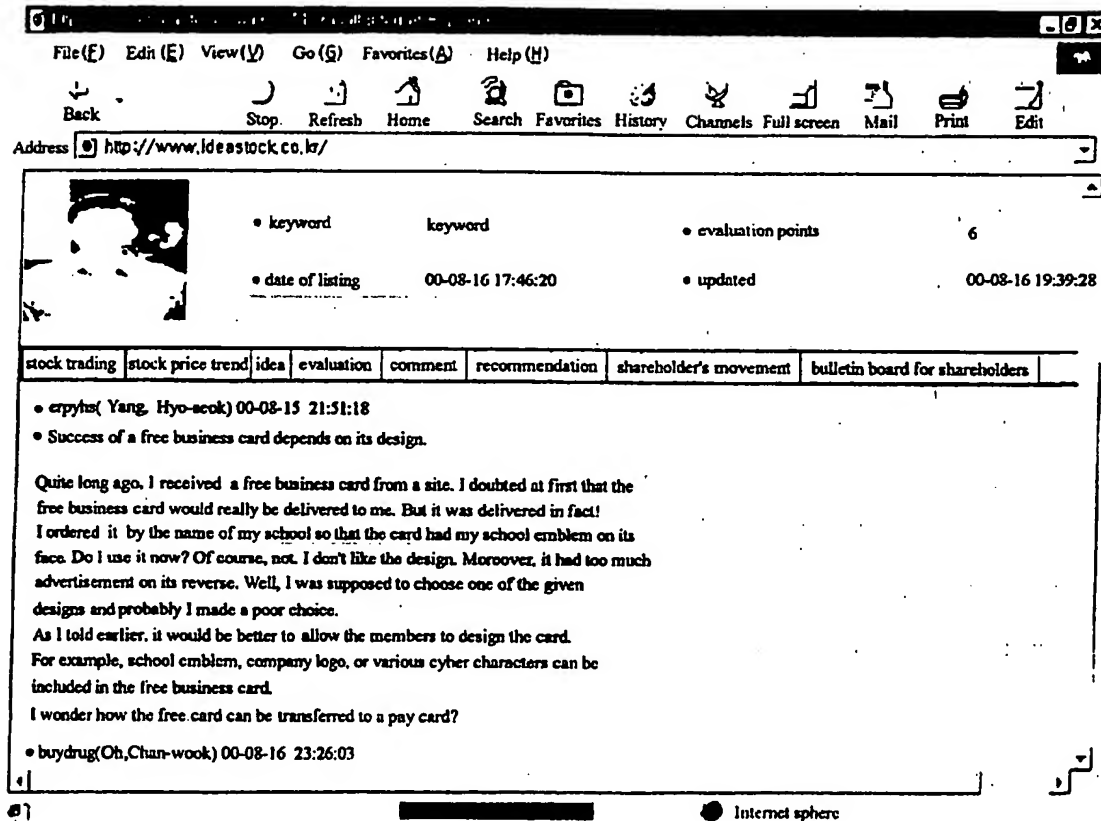 File(F) Edit (E) View(V) Go(G) Favorites(A) Help (H)
Back Stop. Refresh Home Search Favorites History Channels Full screen Mail Print Edit
Address http://www.ideastock.co.kr/
• keyword keyword • evaluation points 6
• date of listing 00-08-16 17:46:20 • updated 00-08-16 19:39:28
stock trading stock price trend idea evaluation comment recommendation shareholder's movement bulletin board for shareholders
• erpyhs( Yang, Hyo-seok) 00-08-15 21:51:18
• Success of a free business card depends on its design.
Quite long ago, I received a free business card from a site. I doubted at first that the
free business card would really be delivered to me. But it was delivered in fact!
I ordered it by the name of my school so that the card had my school emblem on its
face. Do I use it now? Of course, not. I don't like the design. Moreover, it had too much
advertisement on its reverse. Well, I was supposed to choose one of the given
designs and probably I made a poor choice.
As I told earlier, it would be better to allow the members to design the card.
For example, school emblem, company logo, or various cyber characters can be
included in the free business card.
I wonder how the free card can be transferred to a pay card?
• buydrug(Oh,Chan-wook) 00-08-16 23:26:03
Internet sphere